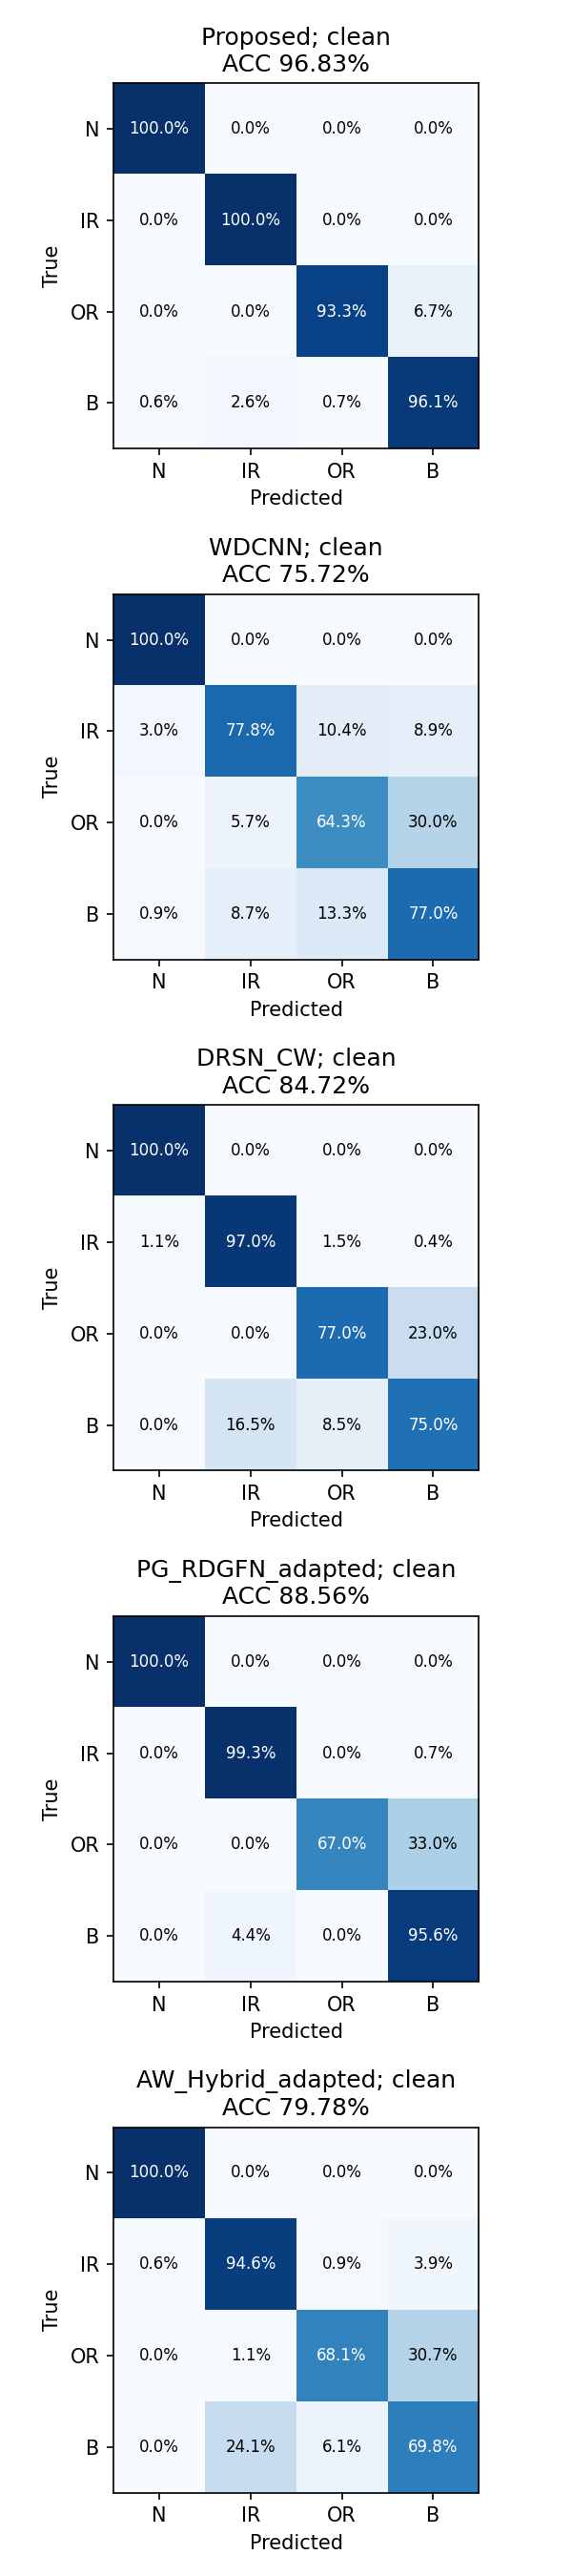 Proposed; clean
ACC 96.83%
N 100.0% 0.0% 0.0% 0.0%
IR 0.0% 100.0% 0.0% 0.0%
OR 0.0% 0.0% 93.3% 6.7%
B 0.6% 2.6% 0.7% 96.1%
True
N IR OR B
Predicted
WDCNN; clean
ACC 75.72%
N 100.0% 0.0% 0.0% 0.0%
IR 3.0% 77.8% 10.4% 8.9%
OR 0.0% 5.7% 64.3% 30.0%
B 0.9% 8.7% 13.3% 77.0%
True
N IR OR B
Predicted
DRSN_CW; clean
ACC 84.72%
N 100.0% 0.0% 0.0% 0.0%
IR 1.1% 97.0% 1.5% 0.4%
OR 0.0% 0.0% 77.0% 23.0%
B 0.0% 16.5% 8.5% 75.0%
True
N IR OR B
Predicted
PG_RDGFN_adapted; clean
ACC 88.56%
N 100.0% 0.0% 0.0% 0.0%
IR 0.0% 99.3% 0.0% 0.7%
OR 0.0% 0.0% 67.0% 33.0%
B 0.0% 4.4% 0.0% 95.6%
True
N IR OR B
Predicted
AW_Hybrid_adapted; clean
ACC 79.78%
N 100.0% 0.0% 0.0% 0.0%
IR 0.6% 94.6% 0.9% 3.9%
OR 0.0% 1.1% 68.1% 30.7%
B 0.0% 24.1% 6.1% 69.8%
True
N IR OR B
Predicted